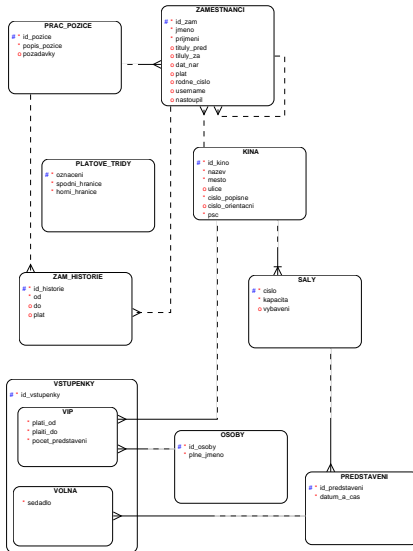 ZAMESTNANCI
# * id_zam
* jmeno
* prijmeni
o tituly_pred
o tituly_za
o dat_nar
o plat
o rodne_cislo
o username
o nastoupil
PRAC_POZICE
# * id_pozice
* popis_pozice
o pozadavky
PLATOVE_TRIDY
# * oznaceni
* spodni_hranice
* horni_hranice
KINA
# * id_kino
* nazev
* mesto
o ulice
* cislo_popisne
o cislo_orientacni
* psc
ZAM_HISTORIE
# * id_historie
* od
o do
o plat
SALY
# * cislo
* kapacita
o vybaveni
VSTUPENKY
# * id_vstupenky
VIP
* plati_od
* plaiti_do
* pocet_predstaveni
OSOBY
# * id_osoby
* plne_jmeno
VOLNA
* sedadlo
PREDSTAVENI
# * id_predstaveni
* datum_a_cas